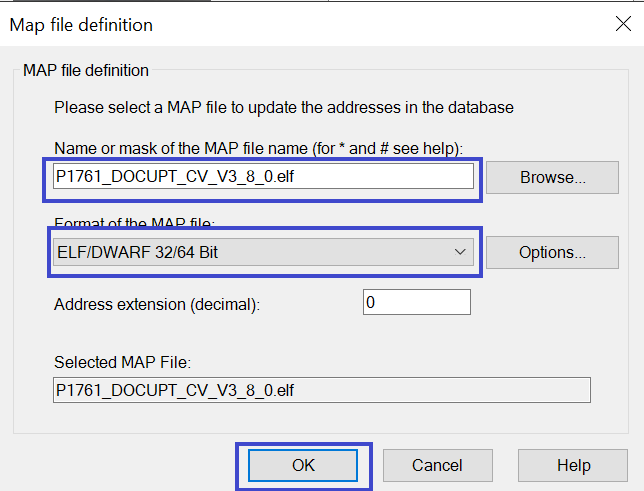 Map file definition
MAP file definition
Please select a MAP file to update the addresses in the database
Name or mask of the MAP file name (for * and # see help):
P1761_DOCUPT_CV_V3_8_0.elf
Browse...
Format of the MAP file:
ELF/DWARF 32/64 Bit
Options...
Address extension (decimal):
0
Selected MAP File:
P1761_DOCUPT_CV_V3_8_0.elf
OK
Cancel
Help